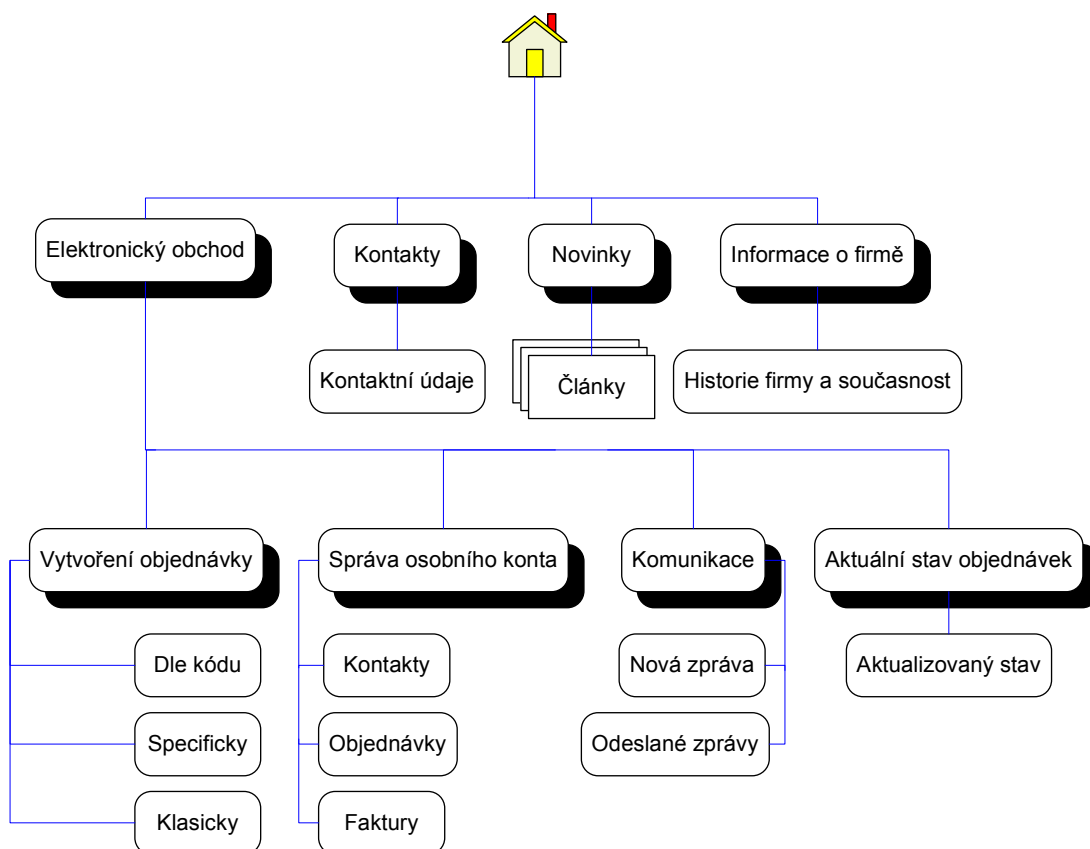 Elektronický obchod
Kontakty
Novinky
Informace o firmě
Kontaktní údaje
Články
Historie firmy a současnost
Vytvoření objednávky
Správa osobního konta
Komunikace
Aktuální stav objednávek
Dle kódu
Kontakty
Nová zpráva
Aktualizovaný stav
Specificky
Objednávky
Odeslané zprávy
Klasicky
Faktury